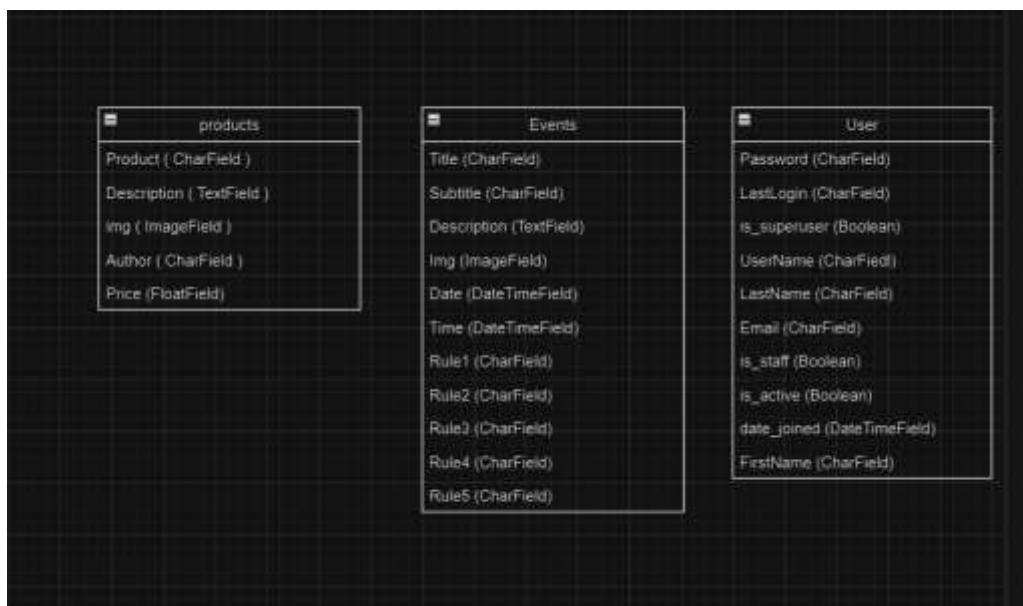 products
Product ( CharField )
Description ( TextField )
img ( ImageField )
Author ( CharField )
Price (FloatField)
Events
Title (CharField)
Subtitle (CharField)
Description (TextField)
Img (ImageField)
Date (DateTimeField)
Time (DateTimeField)
Rule1 (CharField)
Rule2 (CharField)
Rule3 (CharField)
Rule4 (CharField)
Rule5 (CharField)
User
Password (CharField)
LastLogin (CharField)
is_superuser (Boolean)
UserName (CharFiedl)
LastName (CharField)
Email (CharField)
is_staff (Boolean)
is_active (Boolean)
date_joined (DateTimeField)
FirstName (CharField)